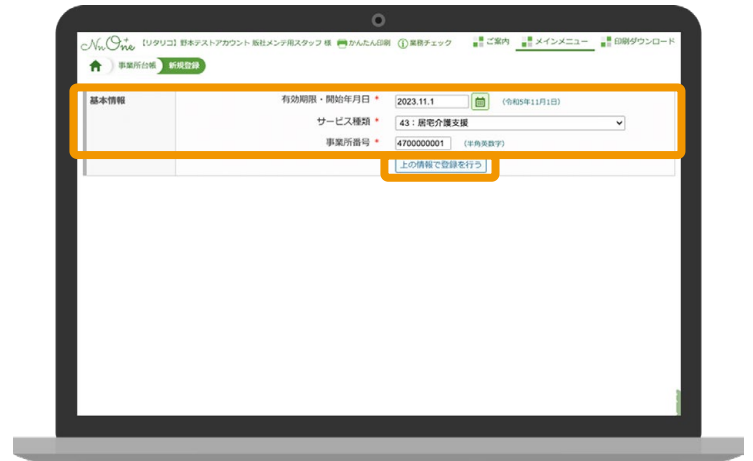 NnOne 【リタリコ】野本テストアカウント 販社メンテ用スタッフ 様 かんたん印刷 業務チェック ご案内 メインメニュー 印刷ダウンロード
事業所台帳 新規登録
基本情報 有効期限・開始年月日 * 2023.11.1 (令和5年11月1日)
サービス種類 * 43：居宅介護支援
事業所番号 * 4700000001 (半角英数字)
上の情報で登録を行う